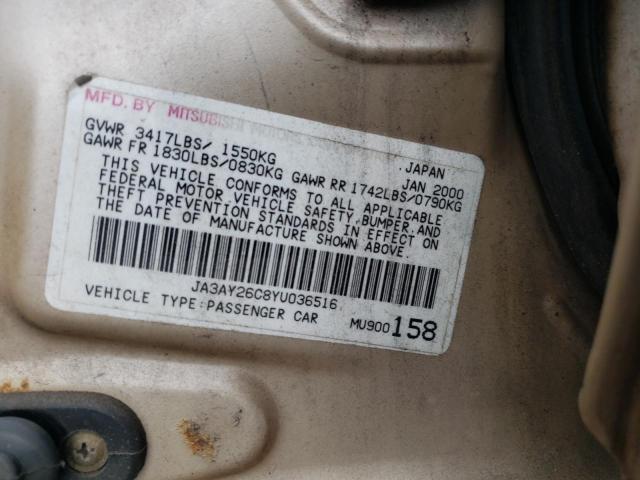 MFD. BY MITSUBISHI MOTORS
JAPAN
GVWR 3417LBS/ 1550KG JAN 2000
GAWR FR 1830LBS/0830KG GAWR RR 1742LBS/0790KG
THIS VEHICLE CONFORMS TO ALL APPLICABLE
FEDERAL MOTOR VEHICLE SAFETY,BUMPER,AND
THEFT PREVENTION STANDARDS IN EFFECT ON
THE DATE OF MANUFACTURE SHOWN ABOVE.
JA3AY26C8YU036516
VEHICLE TYPE:PASSENGER CAR MU900158